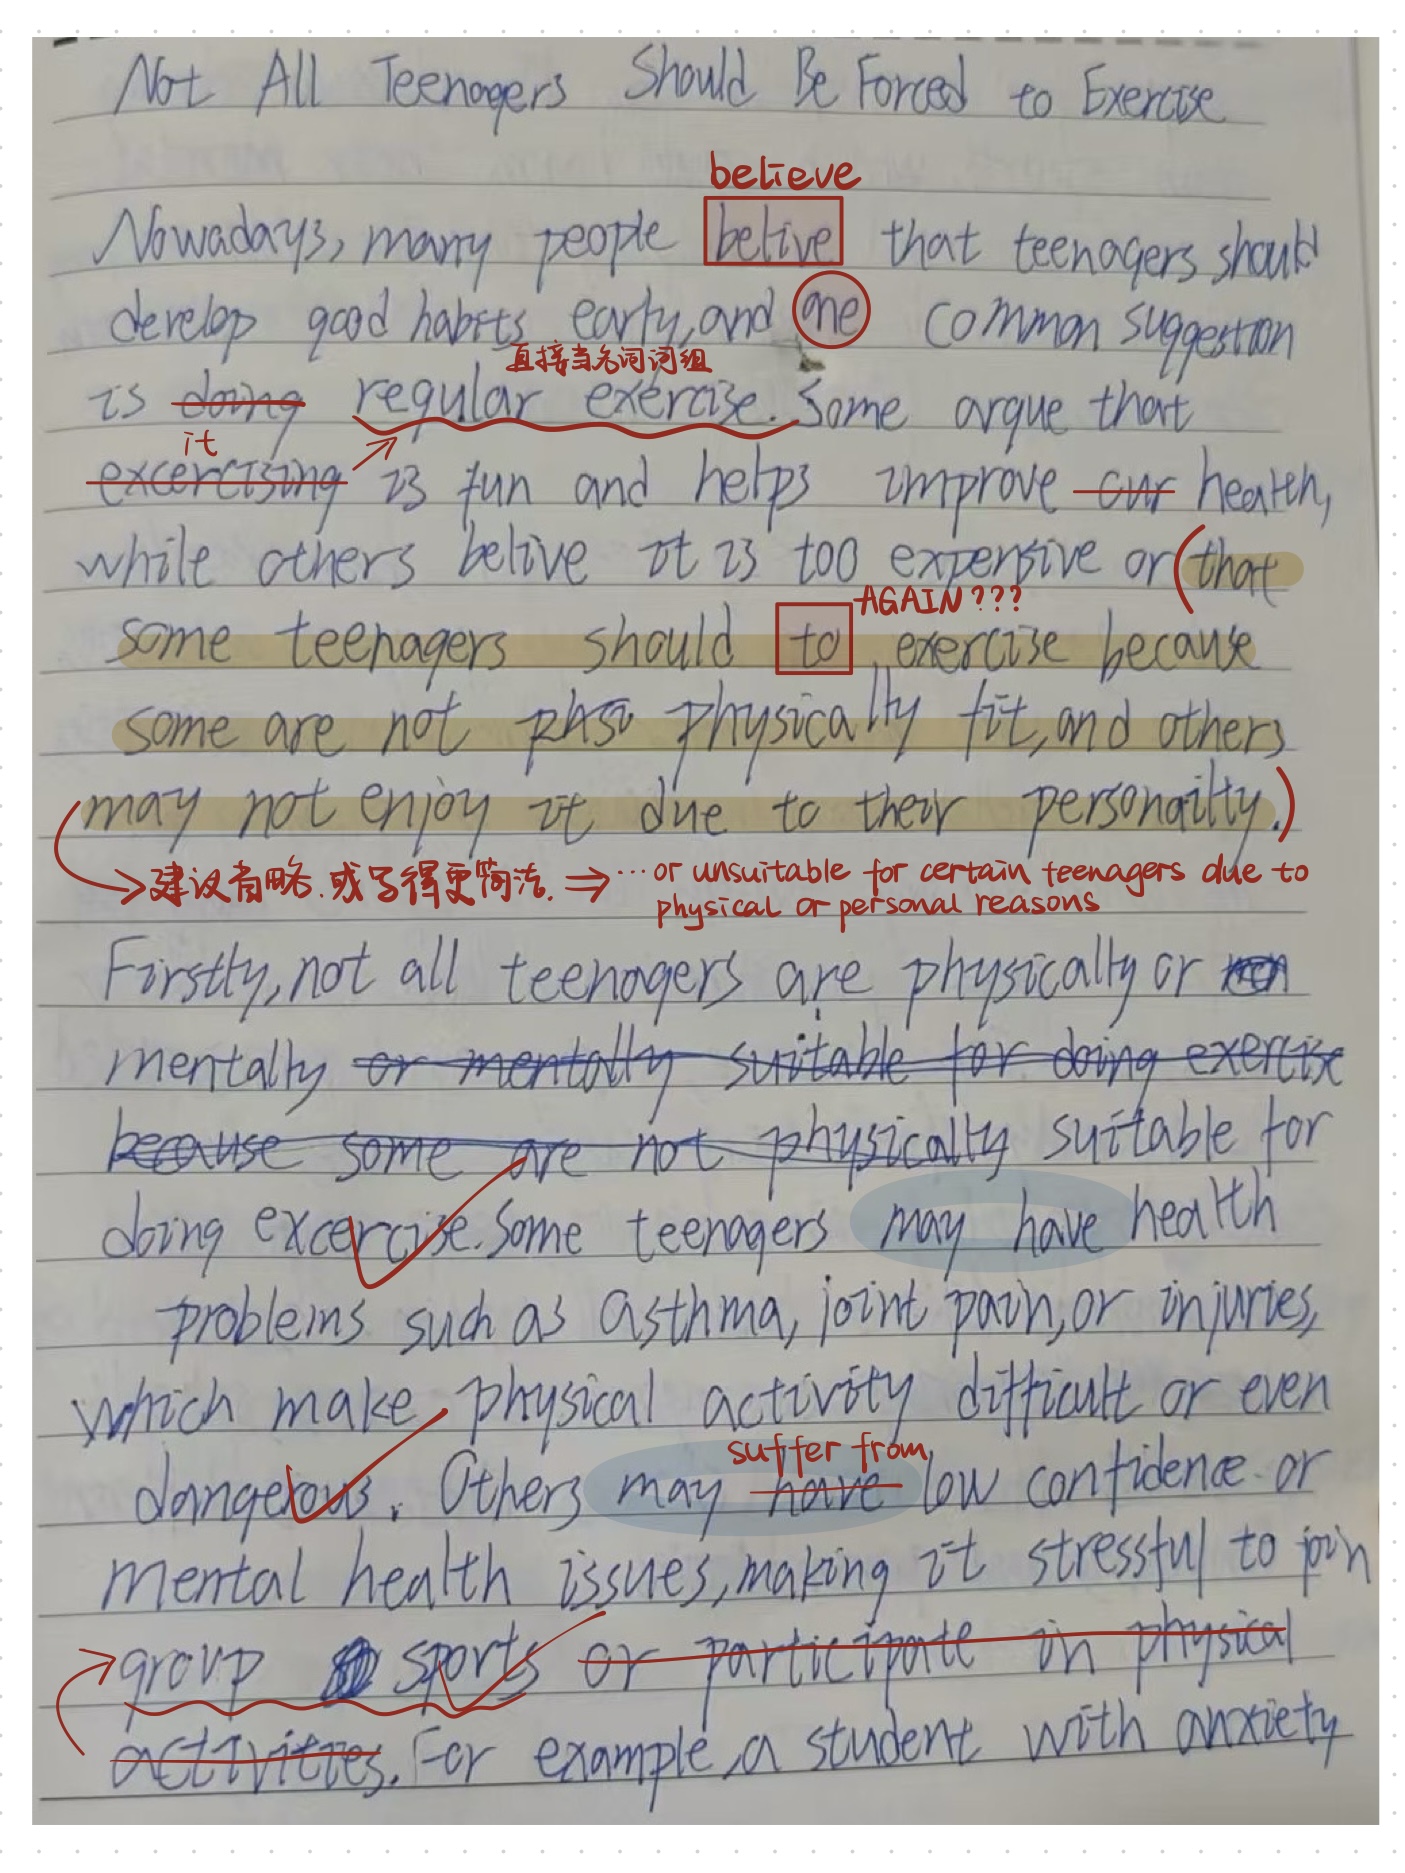 Not All Teenagers Should Be Forced to Exercise
believe
Nowadays, many people belive that teenagers should
develop good habits early, and one common suggestion
直接当名词词组
is doing regular exercise. Some argue that
it
excercising is fun and helps improve our health,
while others belive it is too expensive or (that
AGAIN???
some teenagers should to exercise because
some are not phsi physically fit, and others
may not enjoy it due to their personailty.)
建议省略.或写得更简洁. ⇒ … or unsuitable for certain teenagers due to
physical or personal reasons
Firstly, not all teenagers are physically or
mentally or mentally suitable for doing exercise
because some are not physically suitable for
doing excercise. Some teenagers may have health
problems such as asthma, joint pain, or injuries,
which make physical activity difficult or even
suffer from
dangerous. Others may have low confidence or
mental health issues, making it stressful to join
group sports or participate in physical
activities. For example, a student with anxiety